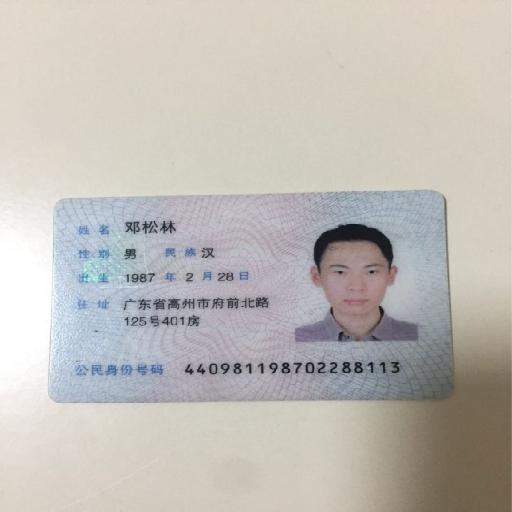 姓名 邓松林
性别 男 民族 汉
出生 1987 年 2 月 28 日
住址 广东省高州市府前北路
125号401房
公民身份号码 440981198702288113